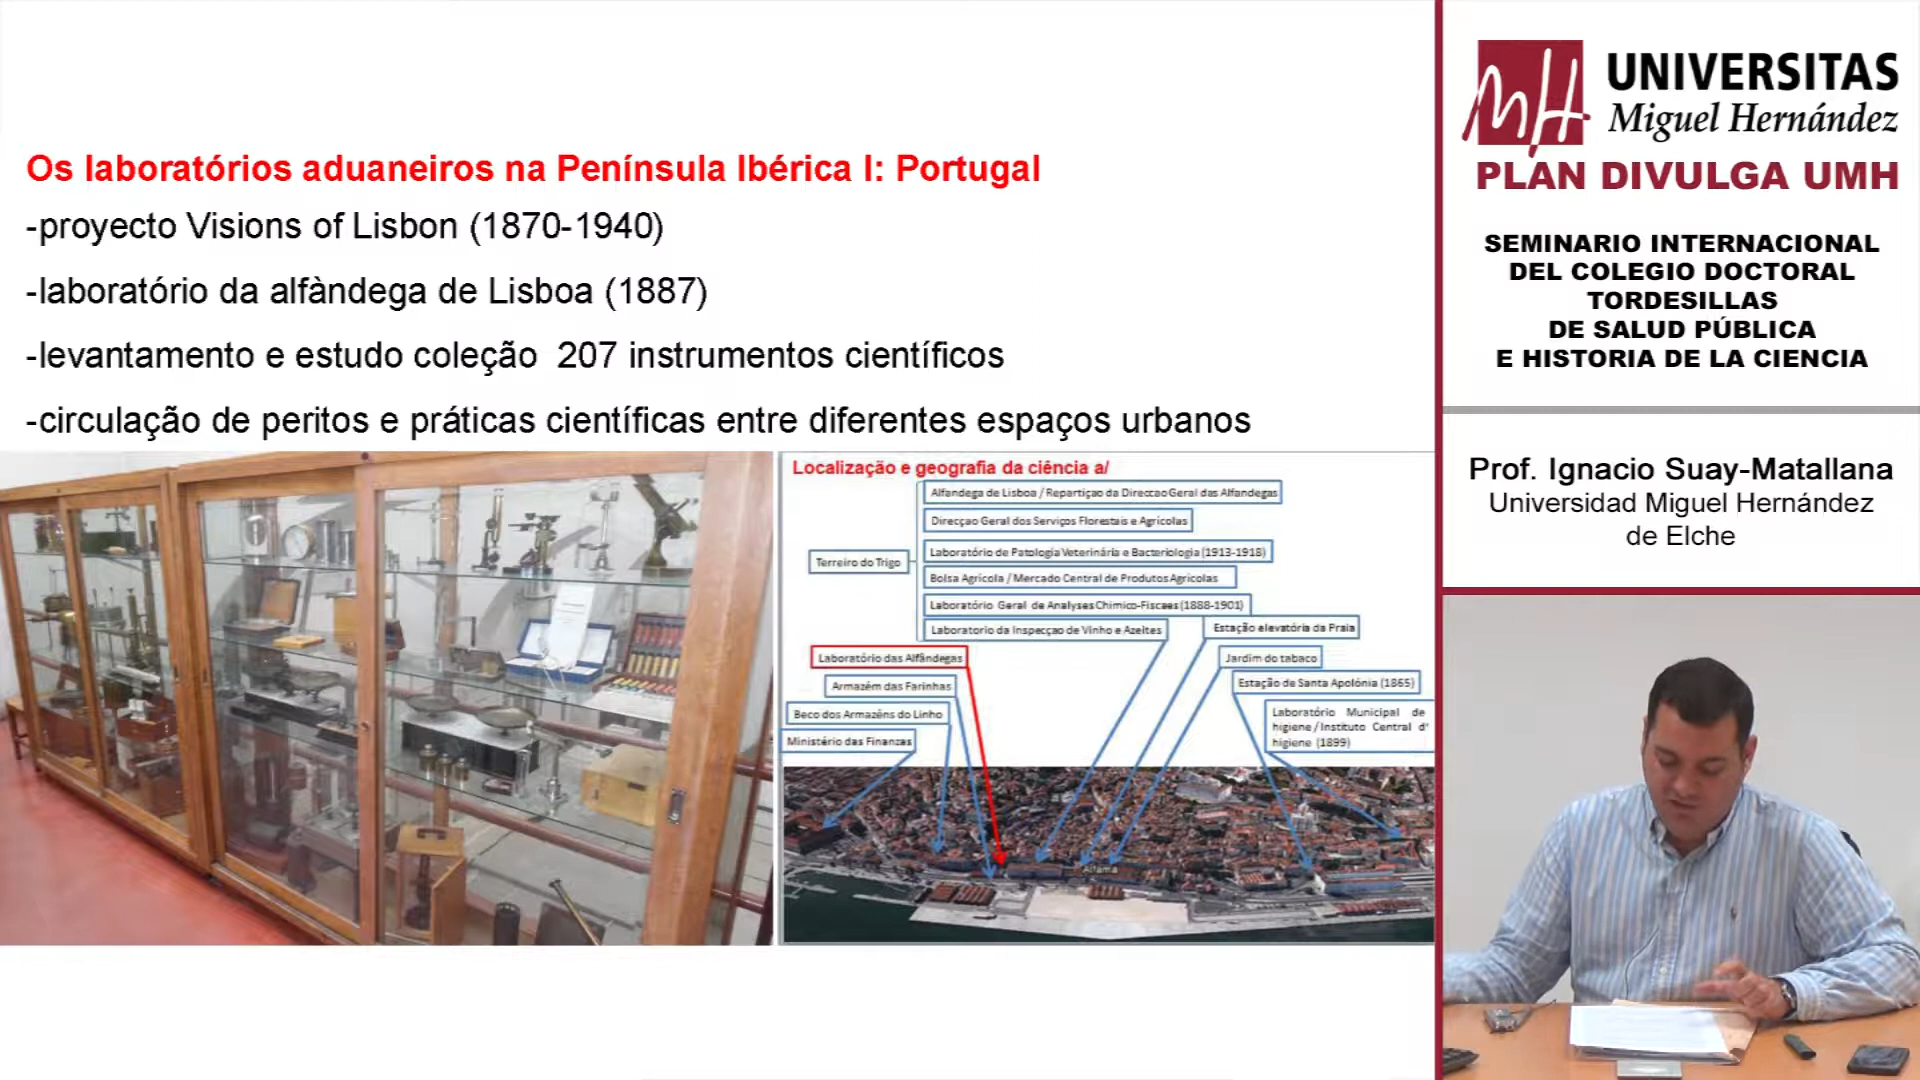 Os laboratórios aduaneiros na Península Ibérica I: Portugal
-proyecto Visions of Lisbon (1870-1940)
-laboratório da alfàndega de Lisboa (1887)
-levantamento e estudo coleção 207 instrumentos científicos
-circulação de peritos e práticas científicas entre diferentes espaços urbanos
Localização e geografia da ciência a/
Alfandega de Lisboa / Repartiçao da Direccao Geral das Alfandegas
Direcçao Geral dos Serviços Florestais e Agrícolas
Laboratório de Patologia Veterinária e Bacteriologia (1913-1918)
Terreiro do Trigo
Bolsa Agrícola / Mercado Central de Produtos Agrícolas
Laboratório Geral de Analyses Chimico-Fiscaes (1888-1901)
Laboratorio da Inspecçao de Vinho e Azeites
Estação elevatória da Praia
Laboratório das Alfândegas
Jardim do tabaco
Armazém das Farinhas
Estação de Santa Apolónia (1865)
Beco dos Armazéns do Linho
Laboratório Municipal de
higiene / Instituto Central d'
higiene (1899)
Ministério das Finanzas
Alfama
UNIVERSITAS
Miguel Hernández
PLAN DIVULGA UMH
SEMINARIO INTERNACIONAL
DEL COLEGIO DOCTORAL
TORDESILLAS
DE SALUD PÚBLICA
E HISTORIA DE LA CIENCIA
Prof. Ignacio Suay-Matallana
Universidad Miguel Hernández
de Elche